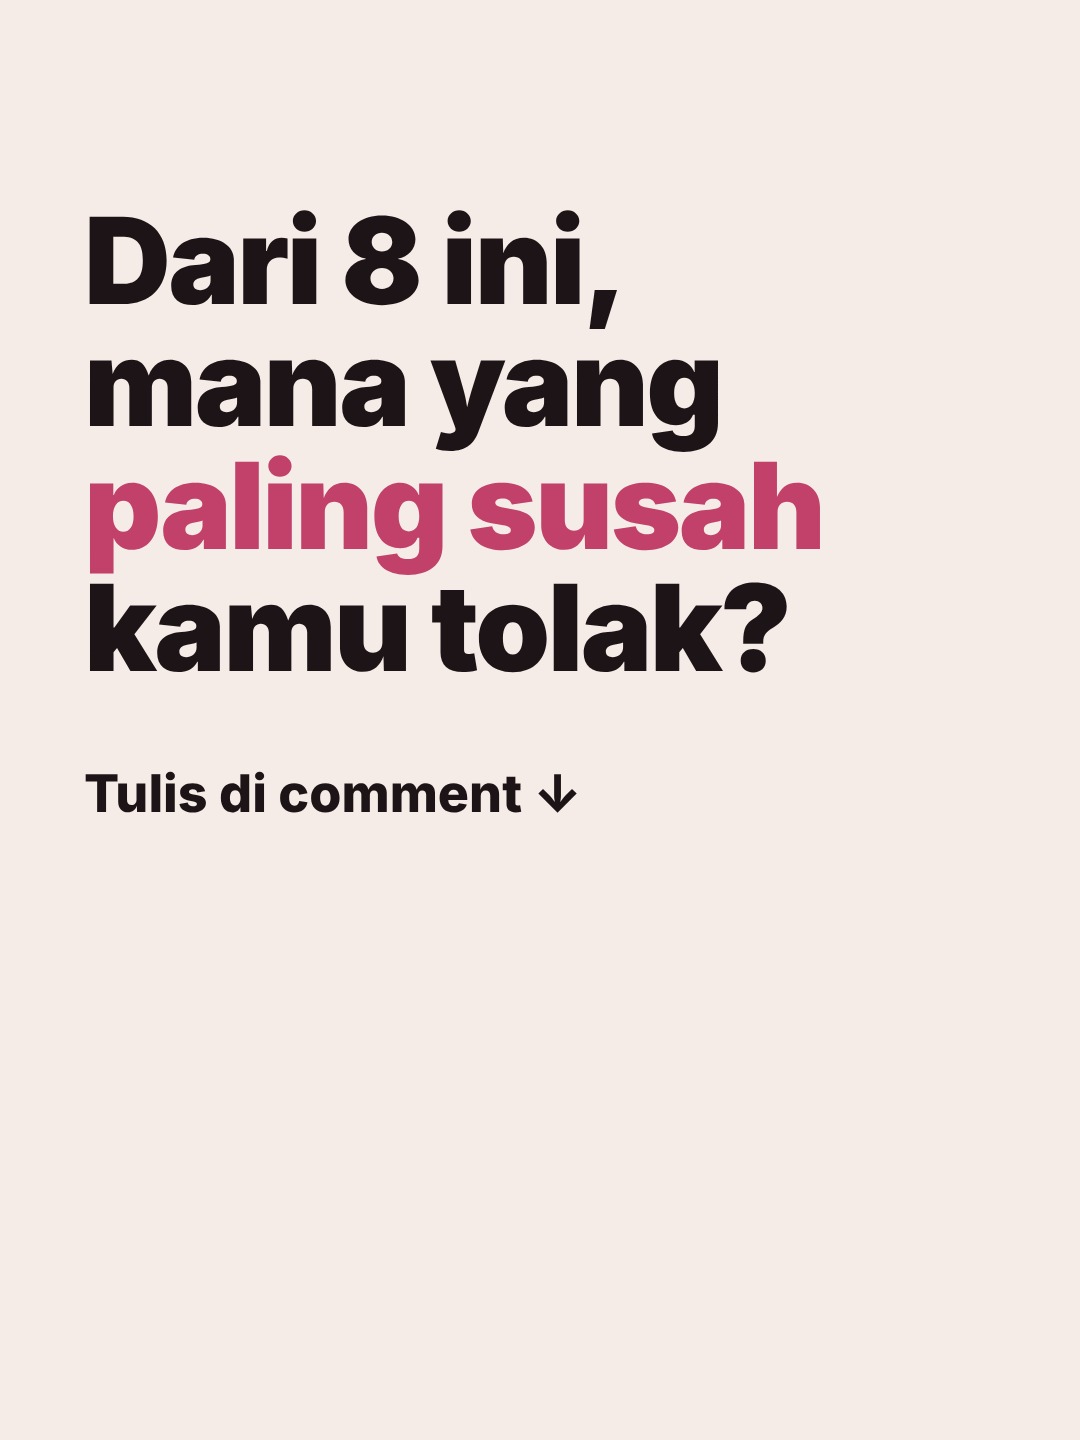 Dari 8 ini,
mana yang
paling susah
kamu tolak?
Tulis di comment ↓